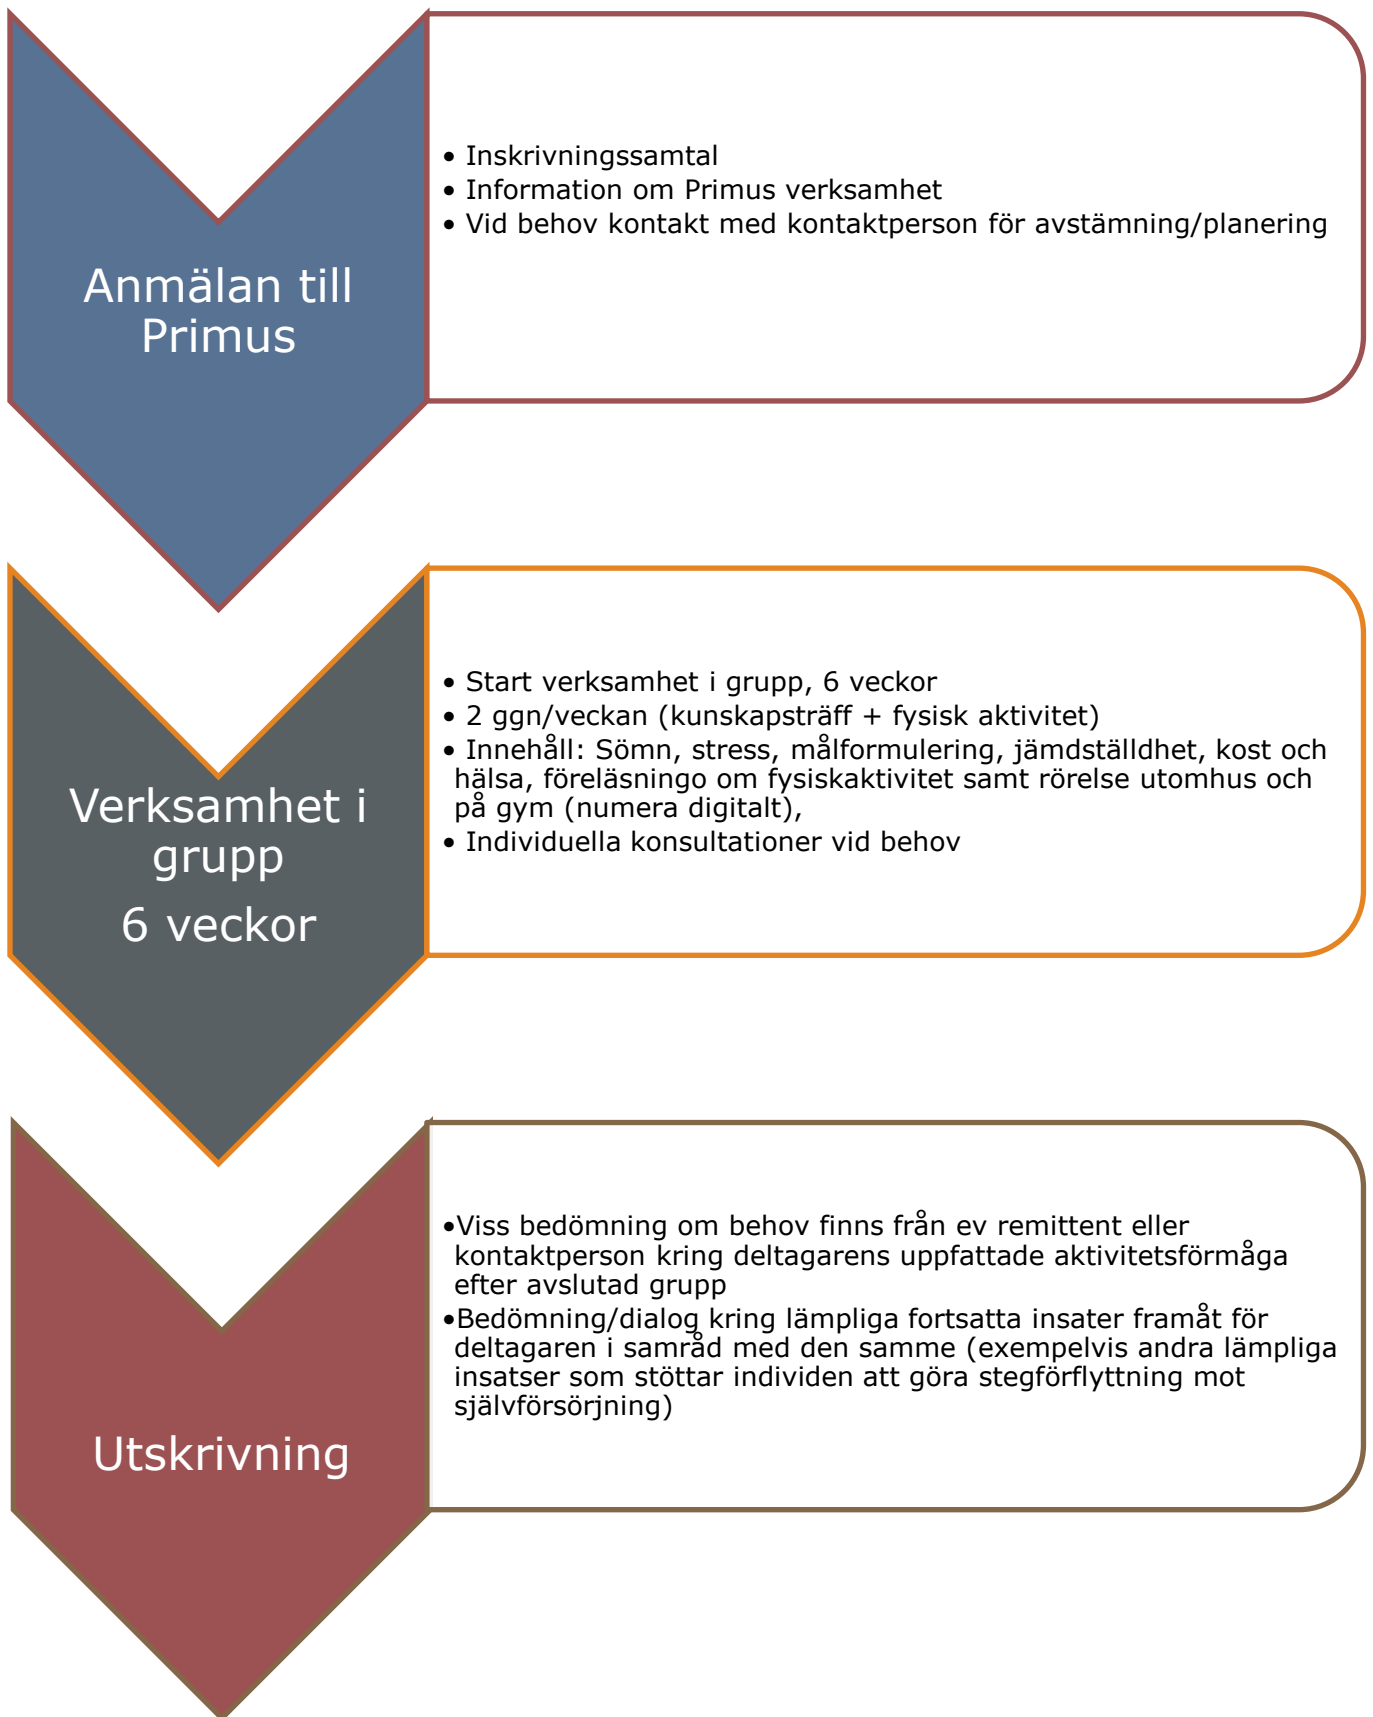 Anmälan till
Primus
• Inskrivningssamtal
• Information om Primus verksamhet
• Vid behov kontakt med kontaktperson för avstämning/planering
Verksamhet i
grupp
6 veckor
• Start verksamhet i grupp, 6 veckor
• 2 ggn/veckan (kunskapsträff + fysisk aktivitet)
• Innehåll: Sömn, stress, målformulering, jämdställdhet, kost och
hälsa, föreläsningo om fysiskaktivitet samt rörelse utomhus och
på gym (numera digitalt),
• Individuella konsultationer vid behov
Utskrivning
•Viss bedömning om behov finns från ev remittent eller
kontaktperson kring deltagarens uppfattade aktivitetsförmåga
efter avslutad grupp
•Bedömning/dialog kring lämpliga fortsatta insater framåt för
deltagaren i samråd med den samme (exempelvis andra lämpliga
insatser som stöttar individen att göra stegförflyttning mot
självförsörjning)